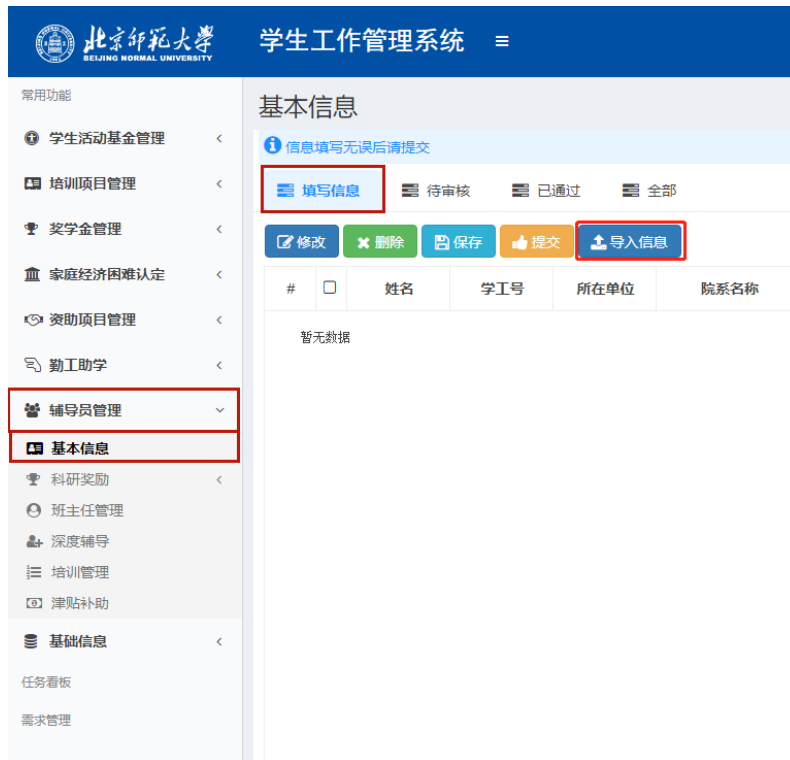 北京师范大学
BEIJING NORMAL UNIVERSITY
学生工作管理系统
常用功能
学生活动基金管理
培训项目管理
奖学金管理
家庭经济困难认定
资助项目管理
勤工助学
辅导员管理
基本信息
科研奖励
班主任管理
深度辅导
培训管理
津贴补助
基础信息
任务看板
需求管理
基本信息
信息填写无误后请提交
填写信息 待审核 已通过 全部
修改 删除 保存 提交 导入信息
# 姓名 学工号 所在单位 院系名称
暂无数据